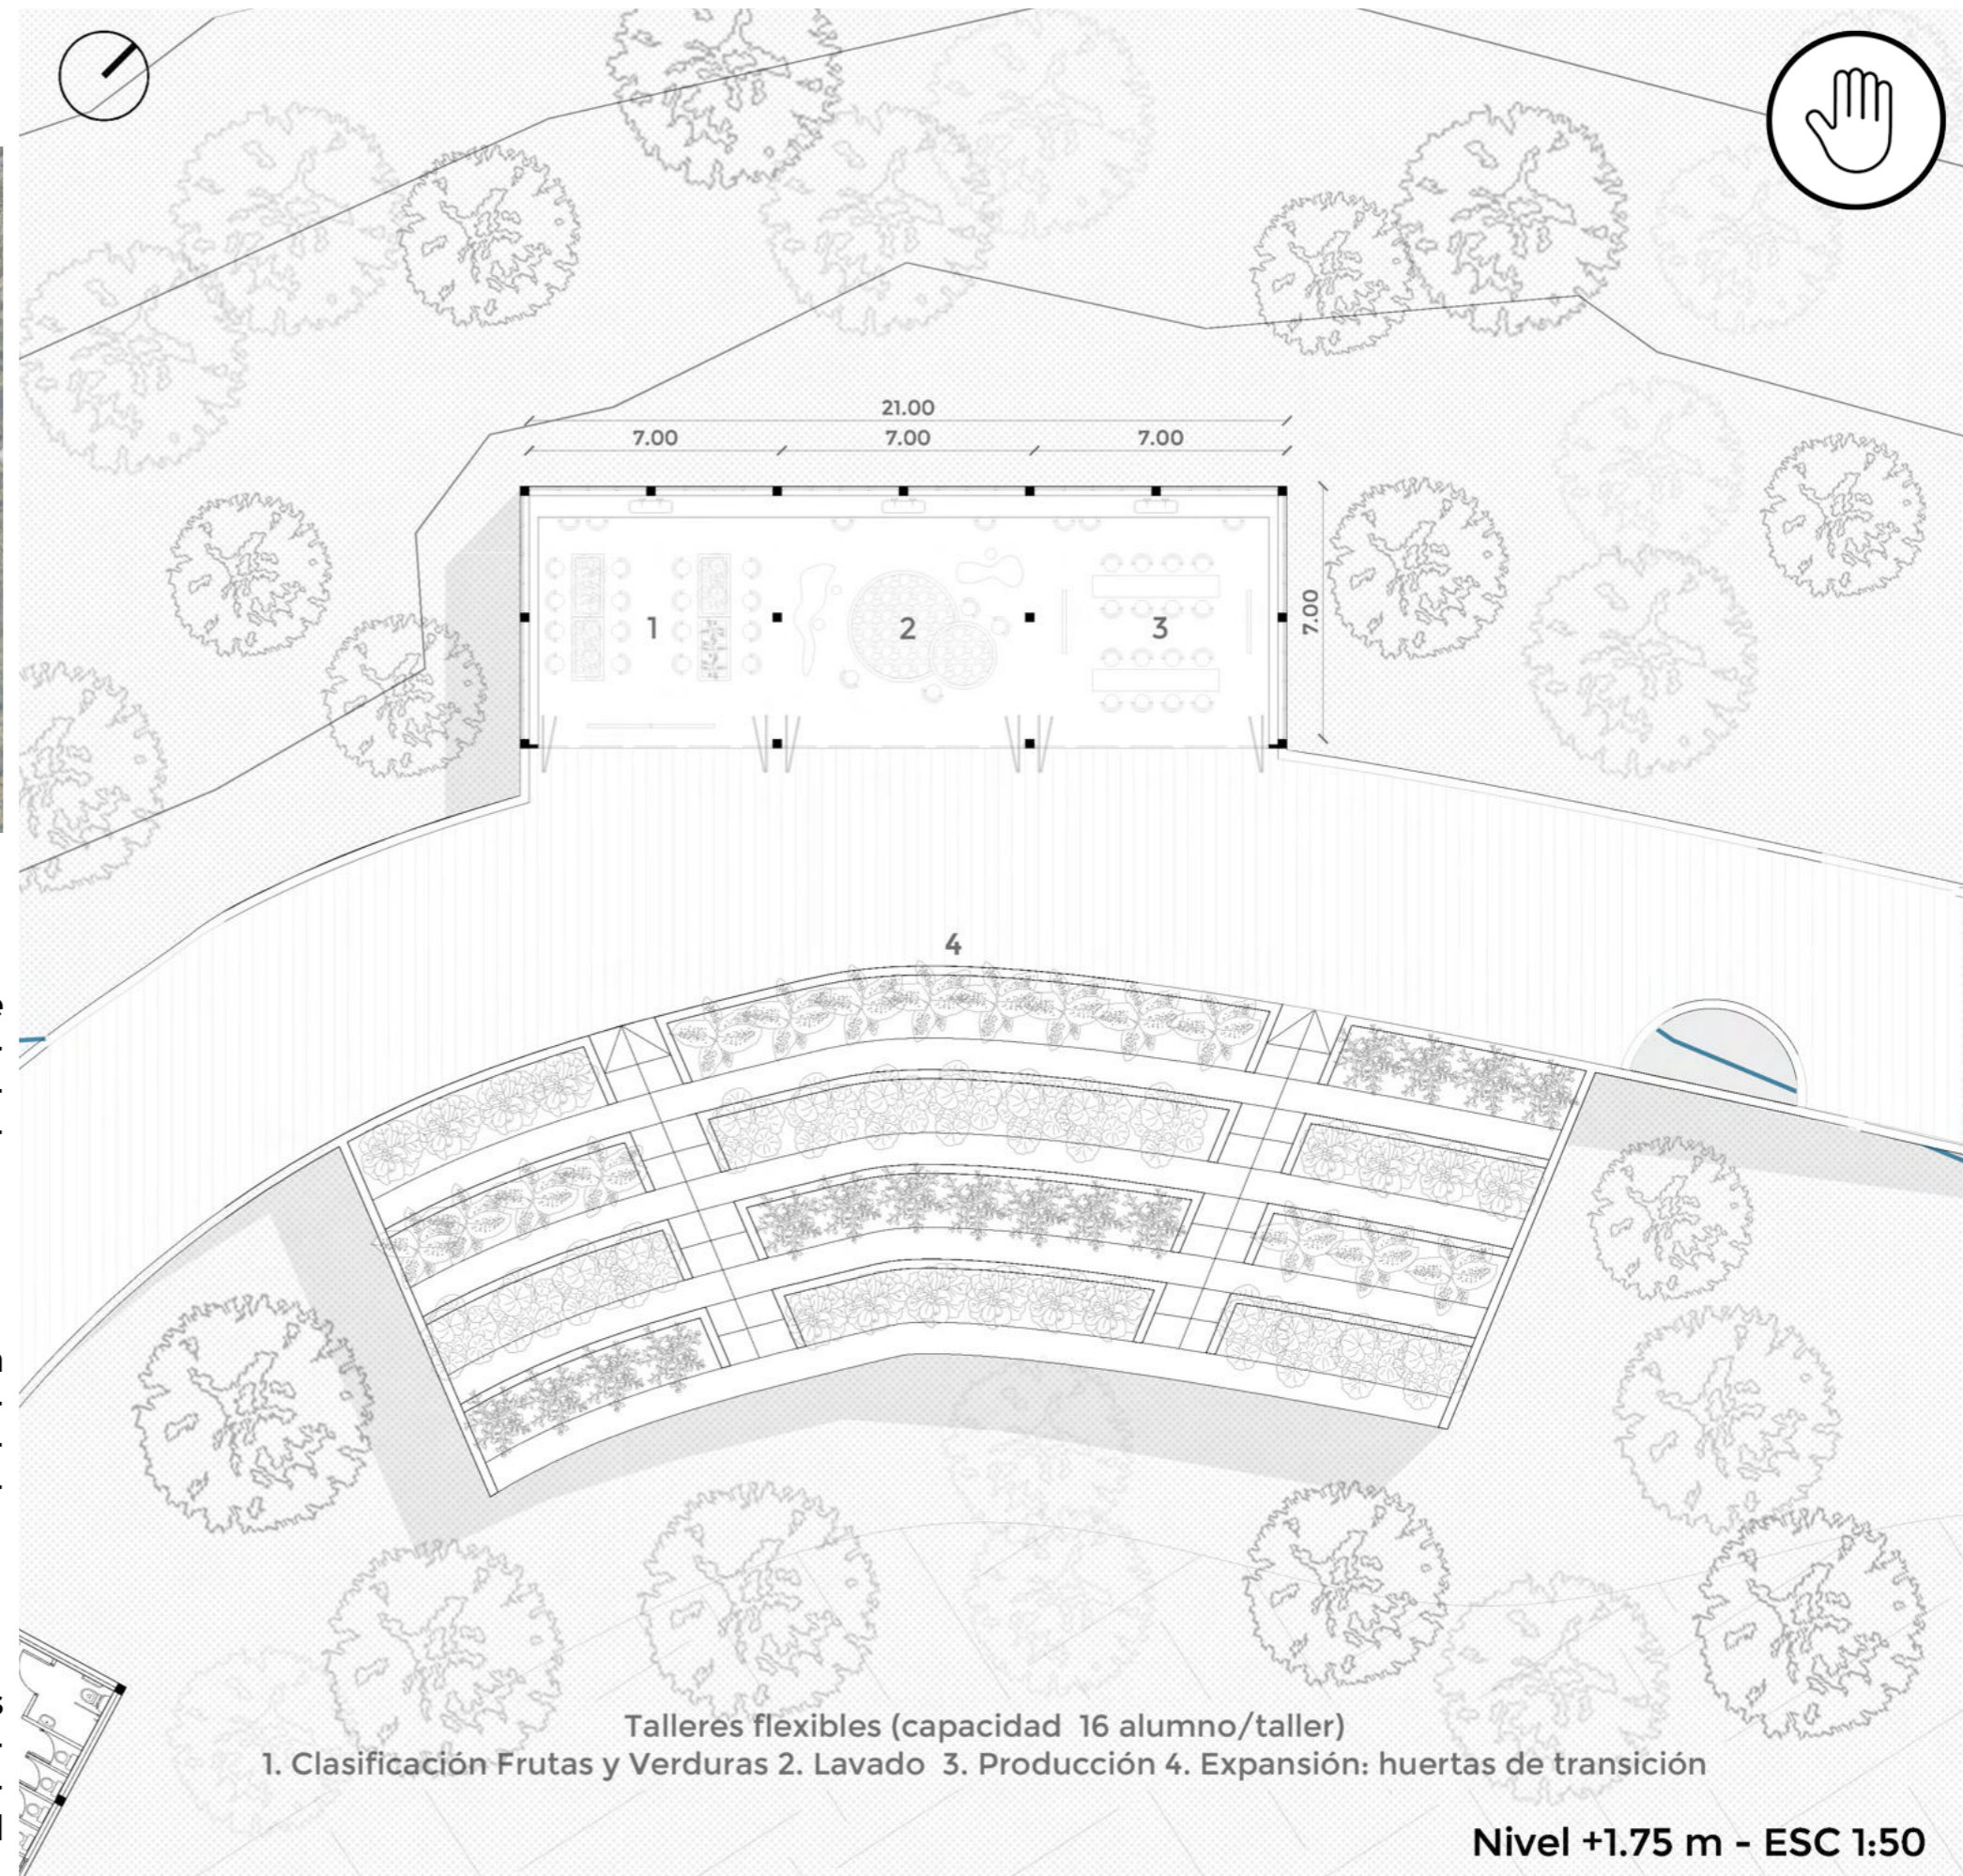 21.00
7.00 7.00 7.00
7.00
1 2 3
4
Talleres flexibles (capacidad 16 alumno/taller)
1. Clasificación Frutas y Verduras 2. Lavado 3. Producción 4. Expansión: huertas de transición
Nivel +1.75 m - ESC 1:50